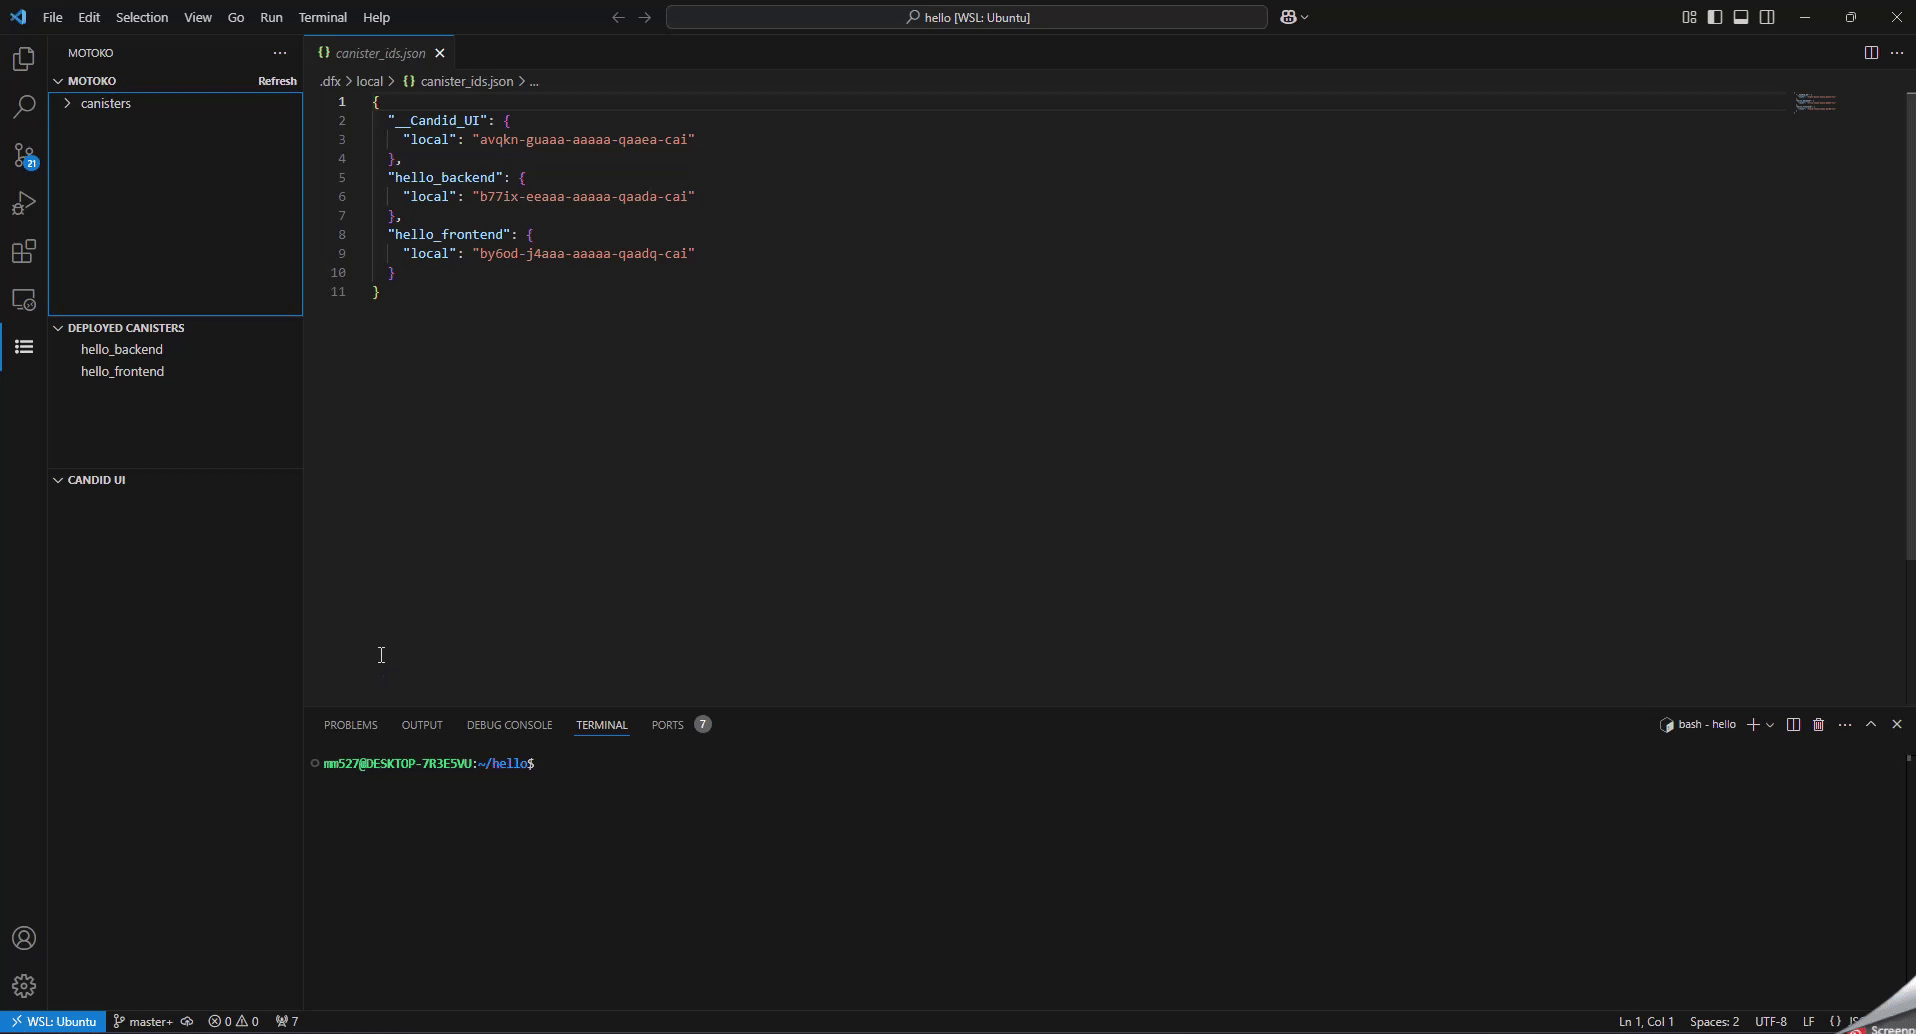 File Edit Selection View Go Run Terminal Help
hello [WSL: Ubuntu]
MOTOKO
MOTOKO Refresh
canisters
21
DEPLOYED CANISTERS
hello_backend
hello_frontend
CANDID UI
{} canister_ids.json
.dfx > local > {} canister_ids.json > ...
1 {
2 "__Candid_UI": {
3 "local": "avqkn-guaaa-aaaaa-qaaea-cai"
4 },
5 "hello_backend": {
6 "local": "b77ix-eeaaa-aaaaa-qaada-cai"
7 },
8 "hello_frontend": {
9 "local": "by6od-j4aaa-aaaaa-qaadq-cai"
10 }
11 }
PROBLEMS OUTPUT DEBUG CONSOLE TERMINAL PORTS 7
bash - hello
mm527@DESKTOP-7R3E5VU:~/hello$
WSL: Ubuntu master+ 0 0 7
Ln 1, Col 1 Spaces: 2 UTF-8 LF {}